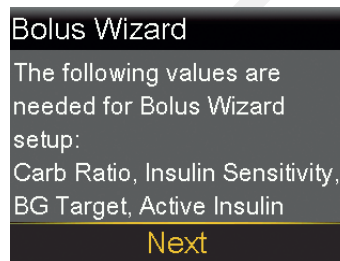 Bolus Wizard
The following values are
needed for Bolus Wizard
setup:
Carb Ratio, Insulin Sensitivity,
BG Target, Active Insulin
Next